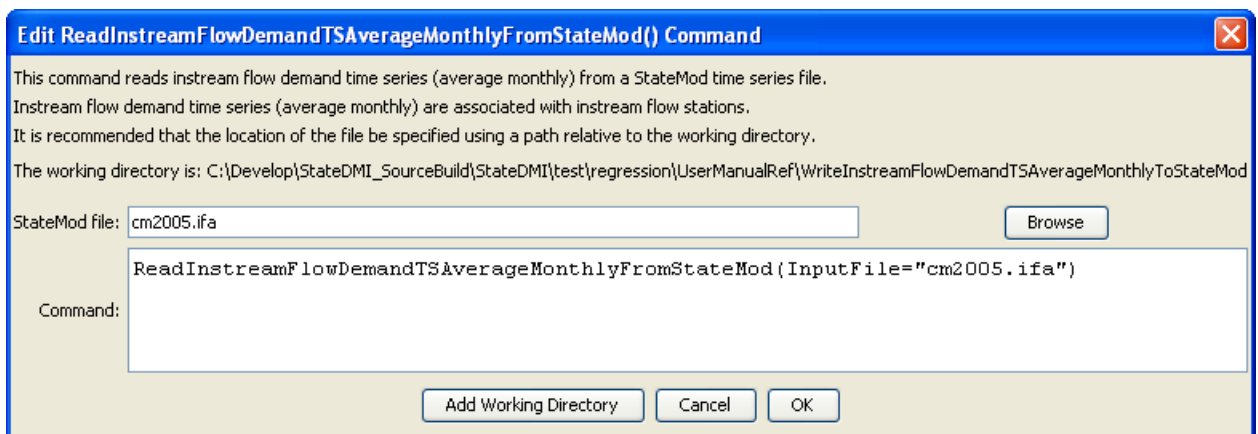 Edit ReadInstreamFlowDemandTSAverageMonthlyFromStateMod() Command
This command reads instream flow demand time series (average monthly) from a StateMod time series file.
Instream flow demand time series (average monthly) are associated with instream flow stations.
It is recommended that the location of the file be specified using a path relative to the working directory.
The working directory is: C:\Develop\StateDMI_SourceBuild\StateDMI\test\regression\UserManualRef\WriteInstreamFlowDemandTSAverageMonthlyToStateMod
StateMod file: cm2005.ifa Browse
ReadInstreamFlowDemandTSAverageMonthlyFromStateMod(InputFile="cm2005.ifa")
Command:
Add Working Directory Cancel OK